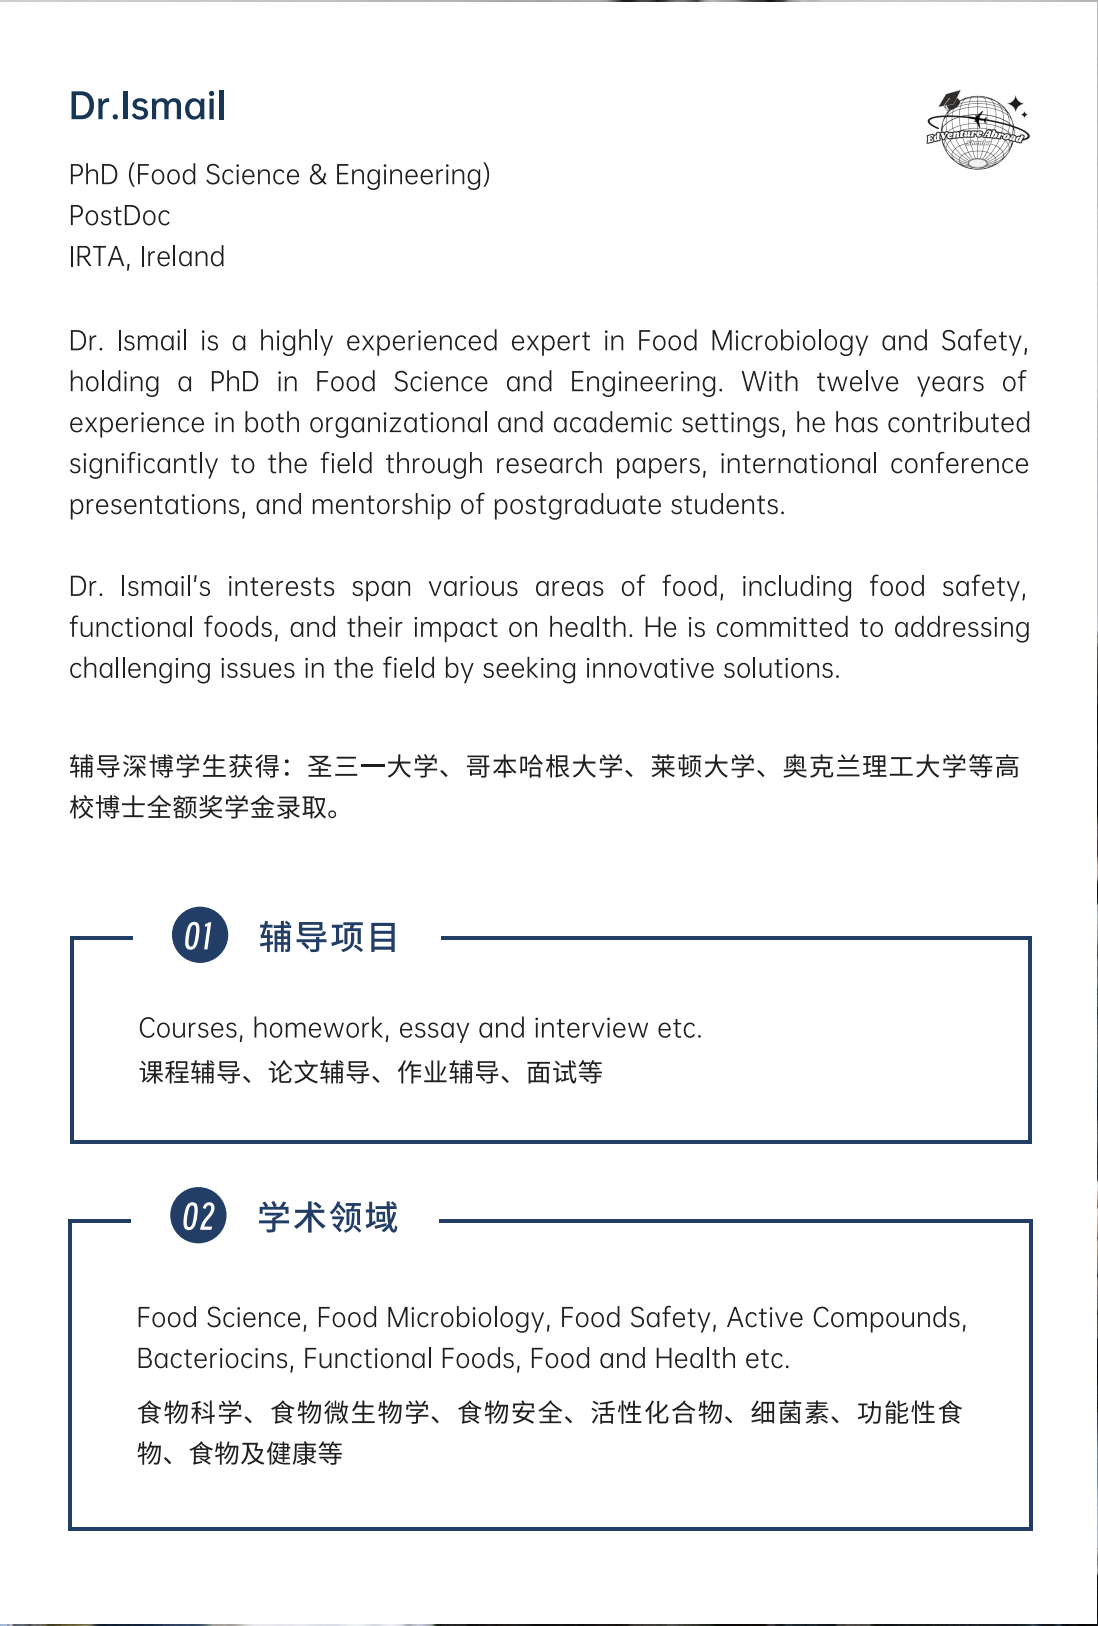 Dr.Ismail
EdVenture Abroad
PhD (Food Science & Engineering)
PostDoc
IRTA, Ireland
Dr. Ismail is a highly experienced expert in Food Microbiology and Safety,
holding a PhD in Food Science and Engineering. With twelve years of
experience in both organizational and academic settings, he has contributed
significantly to the field through research papers, international conference
presentations, and mentorship of postgraduate students.
Dr. Ismail's interests span various areas of food, including food safety,
functional foods, and their impact on health. He is committed to addressing
challenging issues in the field by seeking innovative solutions.
辅导深博学生获得：圣三一大学、哥本哈根大学、莱顿大学、奥克兰理工大学等高
校博士全额奖学金录取。
01 辅导项目
Courses, homework, essay and interview etc.
课程辅导、论文辅导、作业辅导、面试等
02 学术领域
Food Science, Food Microbiology, Food Safety, Active Compounds,
Bacteriocins, Functional Foods, Food and Health etc.
食物科学、食物微生物学、食物安全、活性化合物、细菌素、功能性食
物、食物及健康等